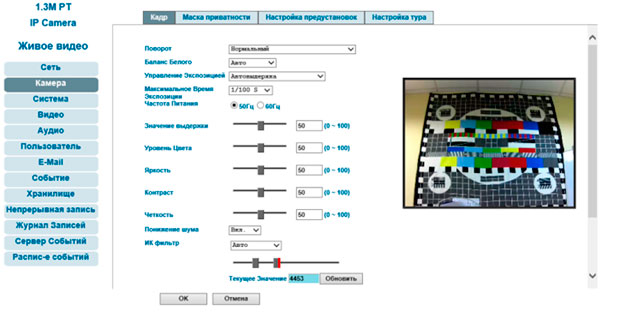 1.3M PT
IP Camera
Живое видео
Сеть
Камера
Система
Видео
Аудио
Пользователь
E-Mail
Событие
Хранилище
Непрерывная запись
Журнал Записей
Сервер Событий
Распис-е событий
Кадр Маска приватности Настройка предустановок Настройка тура
Поворот Нормальный
Баланс Белого Авто
Управление Экспозицией Автовыдержка
Максимальное Время Экспозиции 1/100 S
Частота Питания 50Гц 60Гц
Значение выдержки 50 (0 ~ 100)
Уровень Цвета 50 (0 ~ 100)
Яркость 50 (0 ~ 100)
Контраст 50 (0 ~ 100)
Четкость 50 (0 ~ 100)
Понижение шума Вкл.
ИК фильтр Авто
Текущее Значение 4453 Обновить
OK Отмена